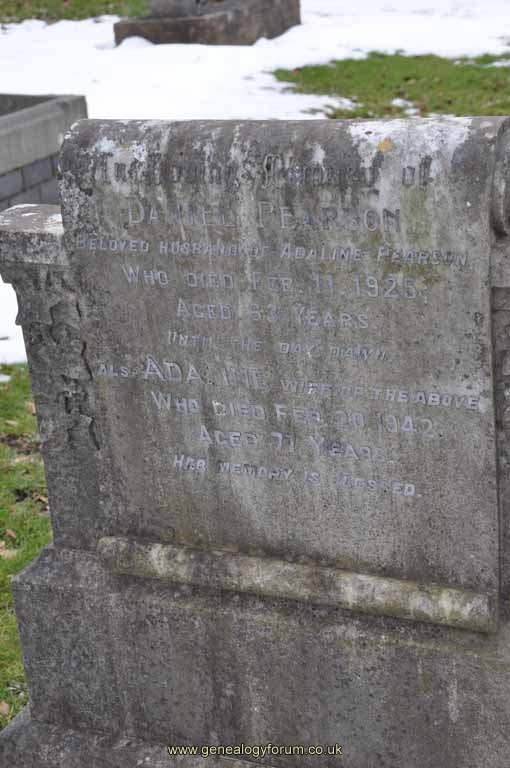 In Loving Memory of
DANIEL PEARSON
BELOVED HUSBAND OF ADALINE PEARSON
WHO DIED FEB. 11. 1925.
AGED 6 YEARS.
UNTIL THE DAY DAWN.
ALSO ADALINE WIFE OF THE ABOVE
WHO DIED FEB. 20 1942.
AGED 77 YEARS.
HER MEMORY IS BLESSED.
www.genealogyforum.co.uk